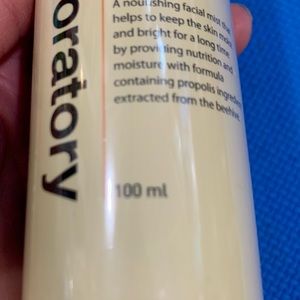 oratory
A nourishing facial mist that
helps to keep the skin moist
and bright for a long time
by providing nutrition and
moisture with formula
containing propolis ingredient
extracted from the beehive.
100 ml